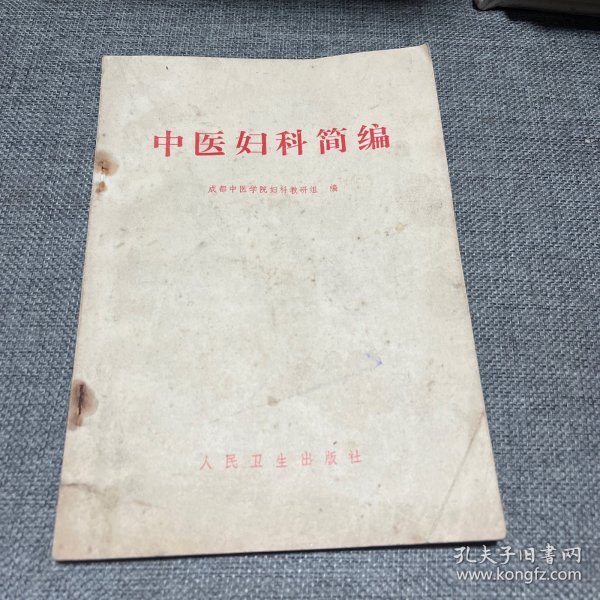 中医妇科简编
成都中医学院妇科教研组 编
人民卫生出版社
孔夫子旧书网
www.kongfz.com